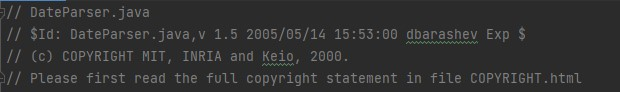 // DateParser.java
// $Id: DateParser.java,v 1.5 2005/05/14 15:53:00 dbarashev Exp $
// (c) COPYRIGHT MIT, INRIA and Keio, 2000.
// Please first read the full copyright statement in file COPYRIGHT.html